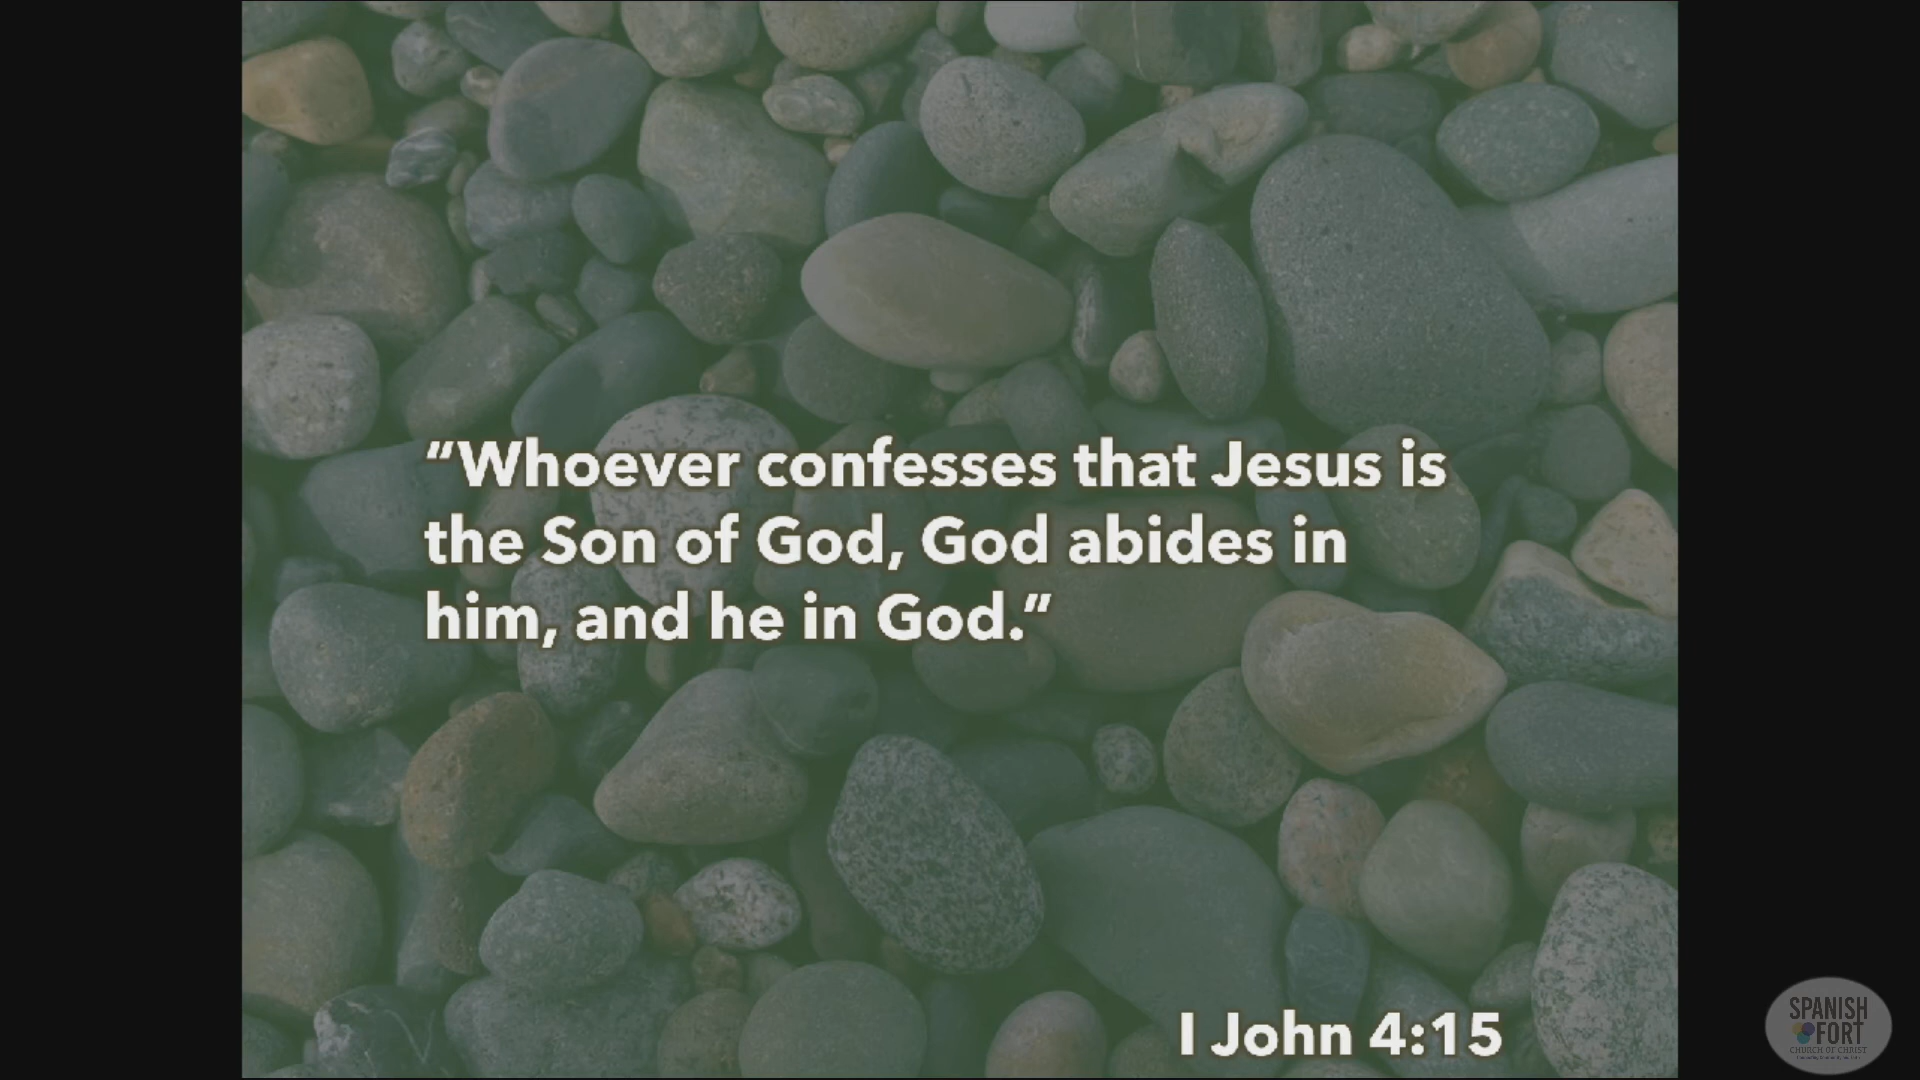 “Whoever confesses that Jesus is
the Son of God, God abides in
him, and he in God.”
I John 4:15
SPANISH
FORT
CHURCH OF CHRIST